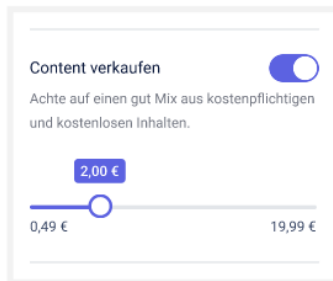 Content verkaufen
Achte auf einen gut Mix aus kostenpflichtigen
und kostenlosen Inhalten.
2,00 €
0,49 €
19,99 €